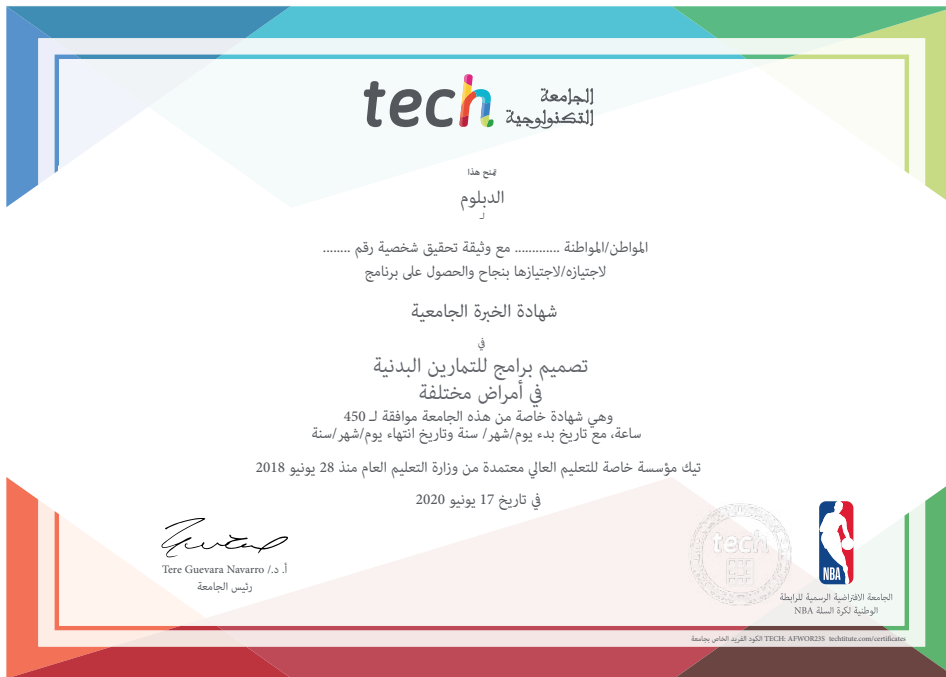 tech الجامعة
التكنولوجية
يمنح هذا
الدبلوم
لـ
المواطن/المواطنة ............. مع وثيقة تحقيق شخصية رقم ........
لاجتيازه/لاجتيازها بنجاح والحصول على برنامج
شهادة الخبرة الجامعية
في
تصميم برامج للتمارين البدنية
في أمراض مختلفة
وهي شهادة خاصة من هذه الجامعة موافقة لـ 450
ساعة، مع تاريخ بدء يوم/شهر/ سنة وتاريخ انتهاء يوم/شهر/سنة
تيك مؤسسة خاصة للتعليم العالي معتمدة من وزارة التعليم العام منذ 28 يونيو 2018
في تاريخ 17 يونيو 2020
أ. د./ Tere Guevara Navarro
رئيس الجامعة
tech
NBA
الجامعة الافتراضية الرسمية للرابطة
الوطنية لكرة السلة NBA
الكود الفريد الخاص بجامعة TECH: AFWOR23S techtitute.com/certificates